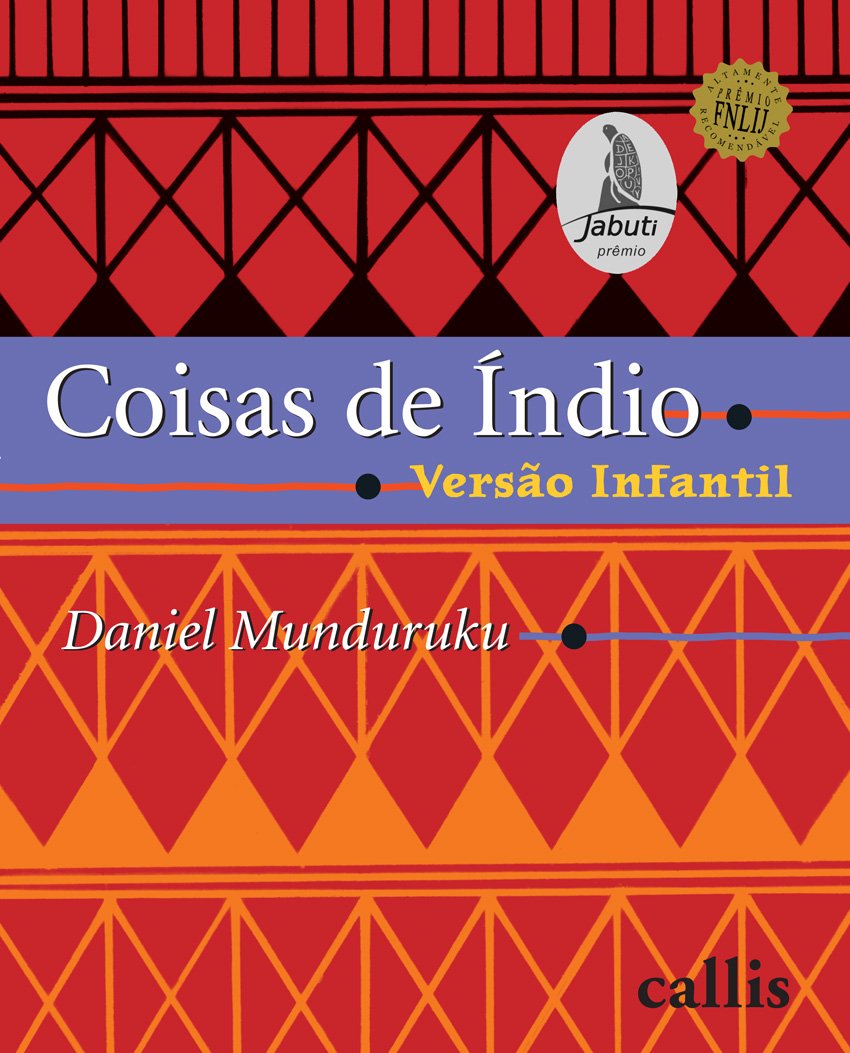 ALTAMENTE
PRÊMIO
FNLIJ
RECOMENDÁVEL
Jabuti
prêmio
Coisas de Índio
Versão Infantil
Daniel Munduruku
callis